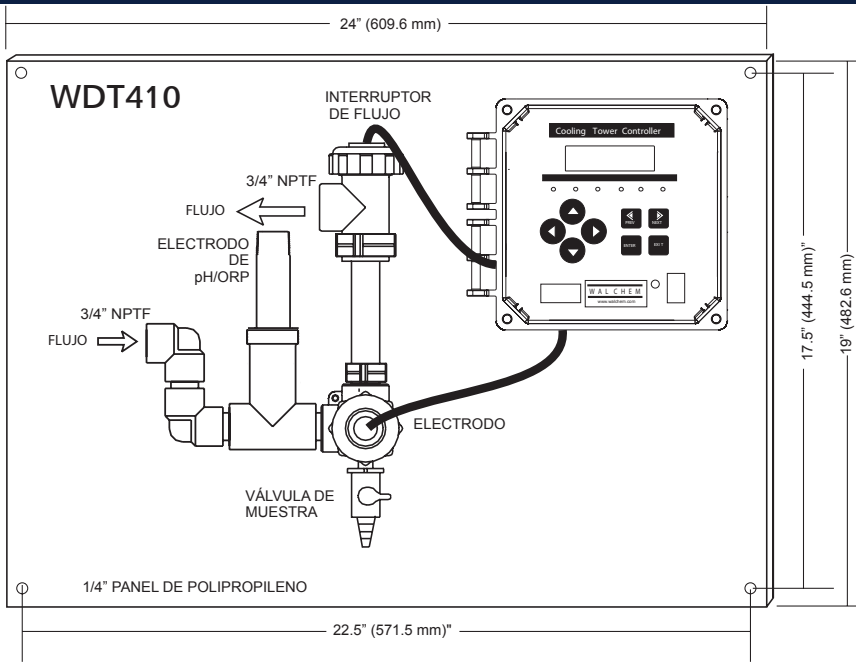 24” (609.6 mm)
WDT410
INTERRUPTOR
DE FLUJO
3/4” NPTF
FLUJO
ELECTRODO
DE
pH/ORP
3/4” NPTF
FLUJO
Cooling Tower Controller
PREV
NEXT
ENTER
EXIT
WALCHEM
www.walchem.com
ELECTRODO
VÁLVULA DE
MUESTRA
1/4” PANEL DE POLIPROPILENO
22.5” (571.5 mm)"
17.5” (444.5 mm)"
19” (482.6 mm)